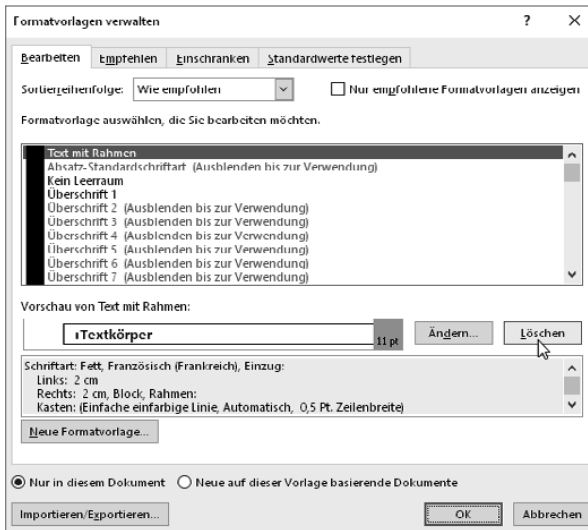 Formatvorlagen verwalten ? X
Bearbeiten Empfehlen Einschränken Standardwerte festlegen
Sortierreihenfolge: Wie empfohlen Nur empfohlene Formatvorlagen anzeigen
Formatvorlage auswählen, die Sie bearbeiten möchten.
Text mit Rahmen
Absatz-Standardschriftart (Ausblenden bis zur Verwendung)
Kein Leerraum
Überschrift 1
Überschrift 2 (Ausblenden bis zur Verwendung)
Überschrift 3 (Ausblenden bis zur Verwendung)
Überschrift 4 (Ausblenden bis zur Verwendung)
Überschrift 5 (Ausblenden bis zur Verwendung)
Überschrift 6 (Ausblenden bis zur Verwendung)
Überschrift 7 (Ausblenden bis zur Verwendung)
Vorschau von Text mit Rahmen:
Textkörper 11 pt Ändern... Löschen
Schriftart: Fett, Französisch (Frankreich), Einzug:
Links: 2 cm
Rechts: 2 cm, Block, Rahmen:
Kasten: (Einfache einfarbige Linie, Automatisch, 0,5 Pt. Zeilenbreite)
Neue Formatvorlage...
Nur in diesem Dokument Neue auf dieser Vorlage basierende Dokumente
Importieren/Exportieren... OK Abbrechen